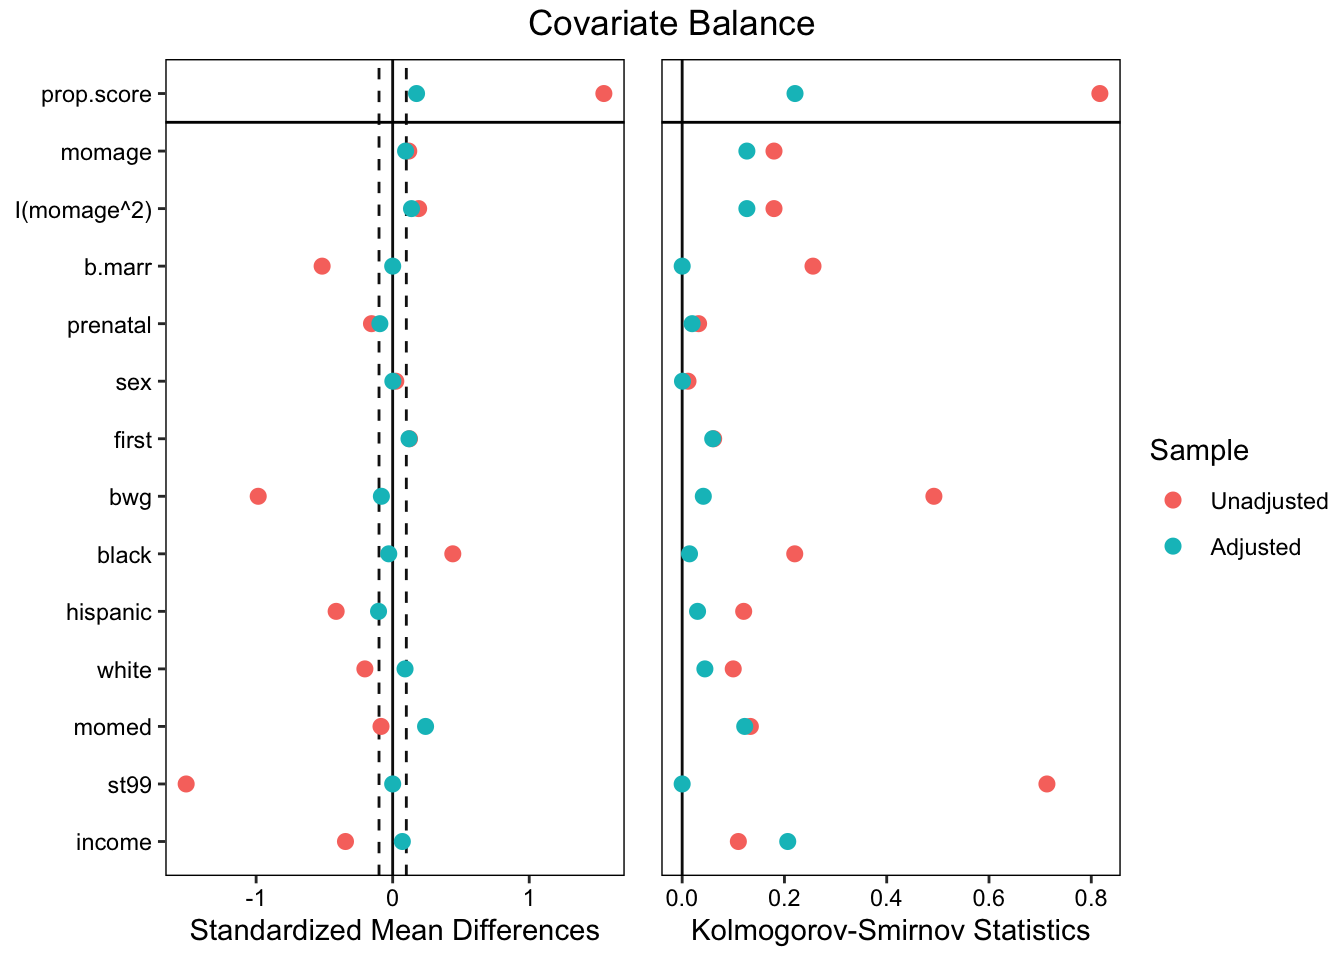 Covariate Balance
prop.score
momage
I(momage^2)
b.marr
prenatal
sex
first
bwg
black
hispanic
white
momed
st99
income
-1 0 1
Standardized Mean Differences
0.0 0.2 0.4 0.6 0.8
Kolmogorov-Smirnov Statistics
Sample
Unadjusted
Adjusted